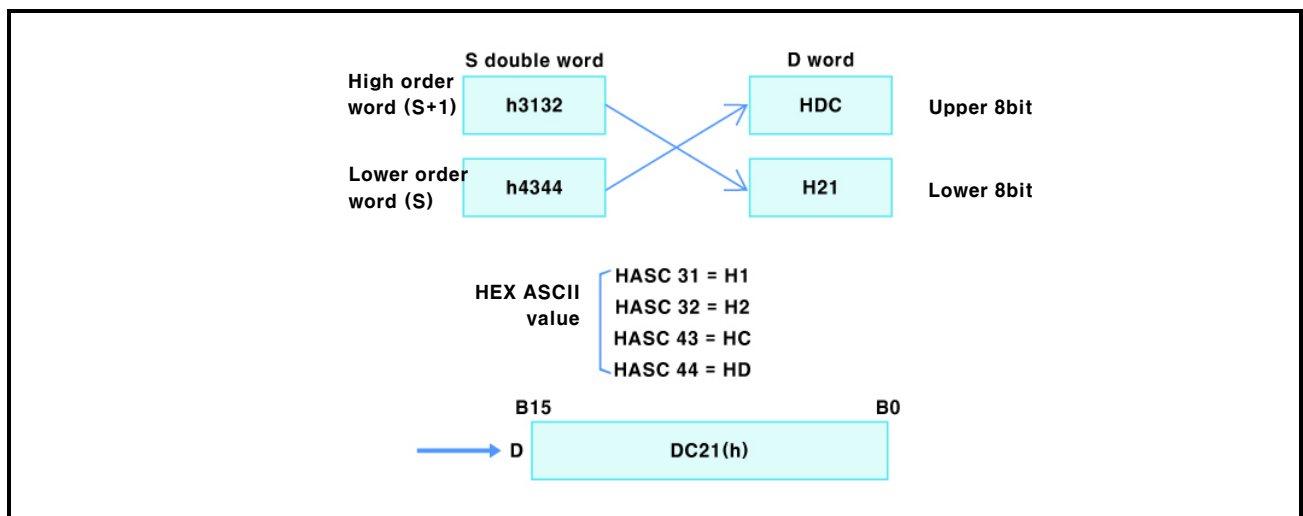 S double word
D word
High order
word (S+1)
h3132
HDC
Upper 8bit
Lower order
word (S)
h4344
H21
Lower 8bit
HEX ASCII
value
HASC 31 = H1
HASC 32 = H2
HASC 43 = HC
HASC 44 = HD
B15
B0
D
DC21(h)